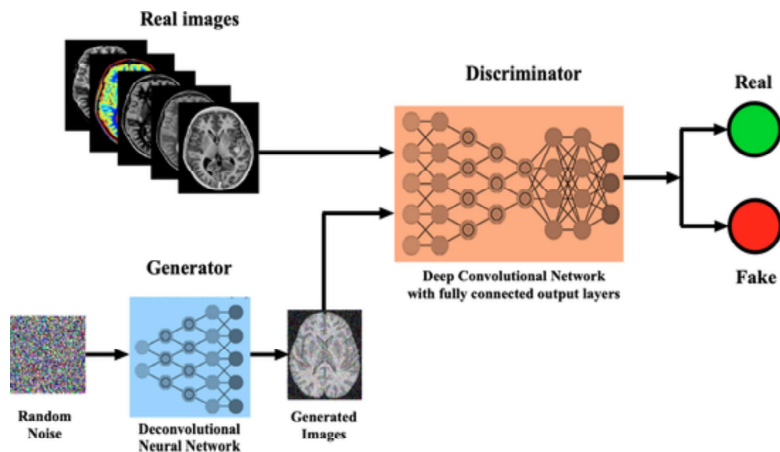 Real images
Discriminator
Real
Fake
Deep Convolutional Network
with fully connected output layers
Generator
Random
Noise
Deconvolutional
Neural Network
Generated
Images